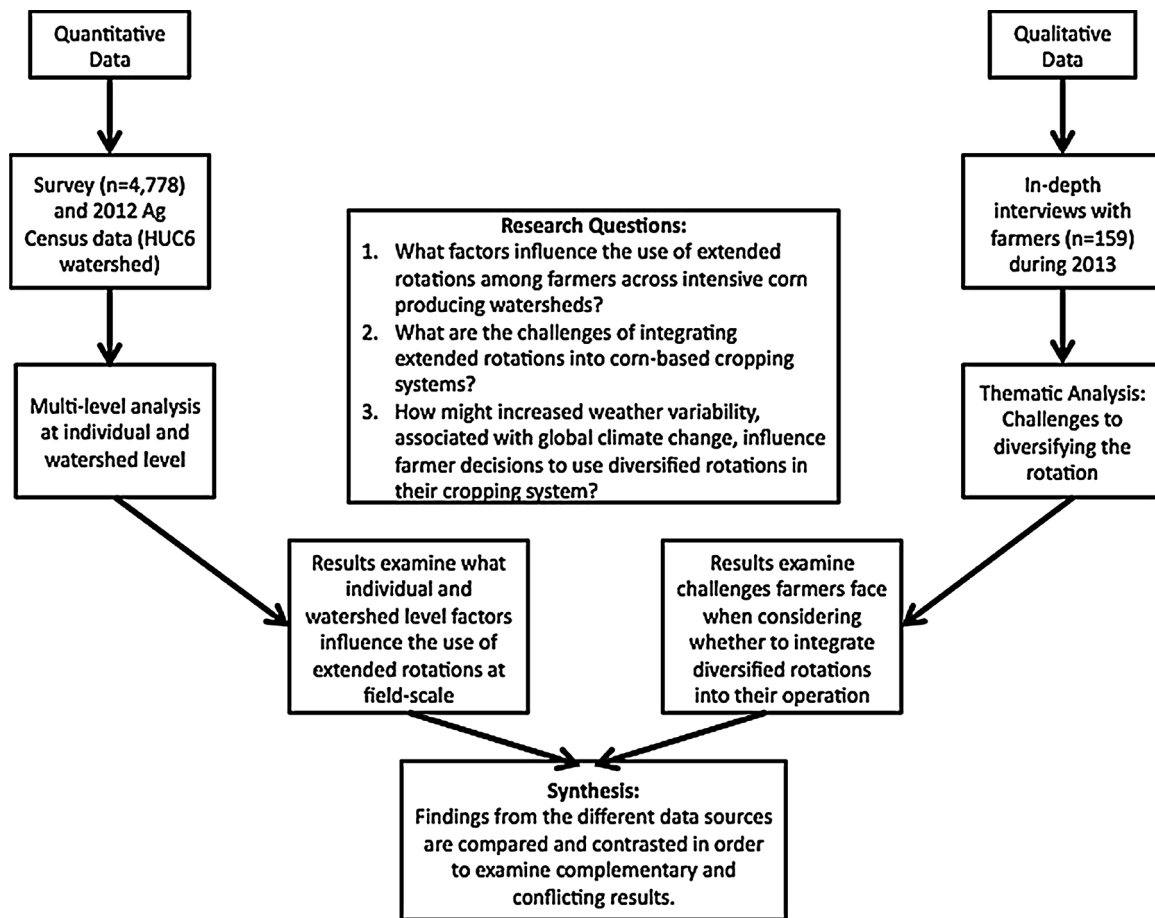 Quantitative
Data
Qualitative
Data
Survey (n=4,778)
and 2012 Ag
Census data (HUC6
watershed)
In-depth
interviews with
farmers (n=159)
during 2013
Research Questions:
1. What factors influence the use of extended
rotations among farmers across intensive corn
producing watersheds?
2. What are the challenges of integrating
extended rotations into corn-based cropping
systems?
3. How might increased weather variability,
associated with global climate change, influence
farmer decisions to use diversified rotations in
their cropping system?
Multi-level analysis
at individual and
watershed level
Thematic Analysis:
Challenges to
diversifying the
rotation
Results examine what
individual and
watershed level factors
influence the use of
extended rotations at
field-scale
Results examine
challenges farmers face
when considering
whether to integrate
diversified rotations
into their operation
Synthesis:
Findings from the different data sources
are compared and contrasted in order
to examine complementary and
conflicting results.